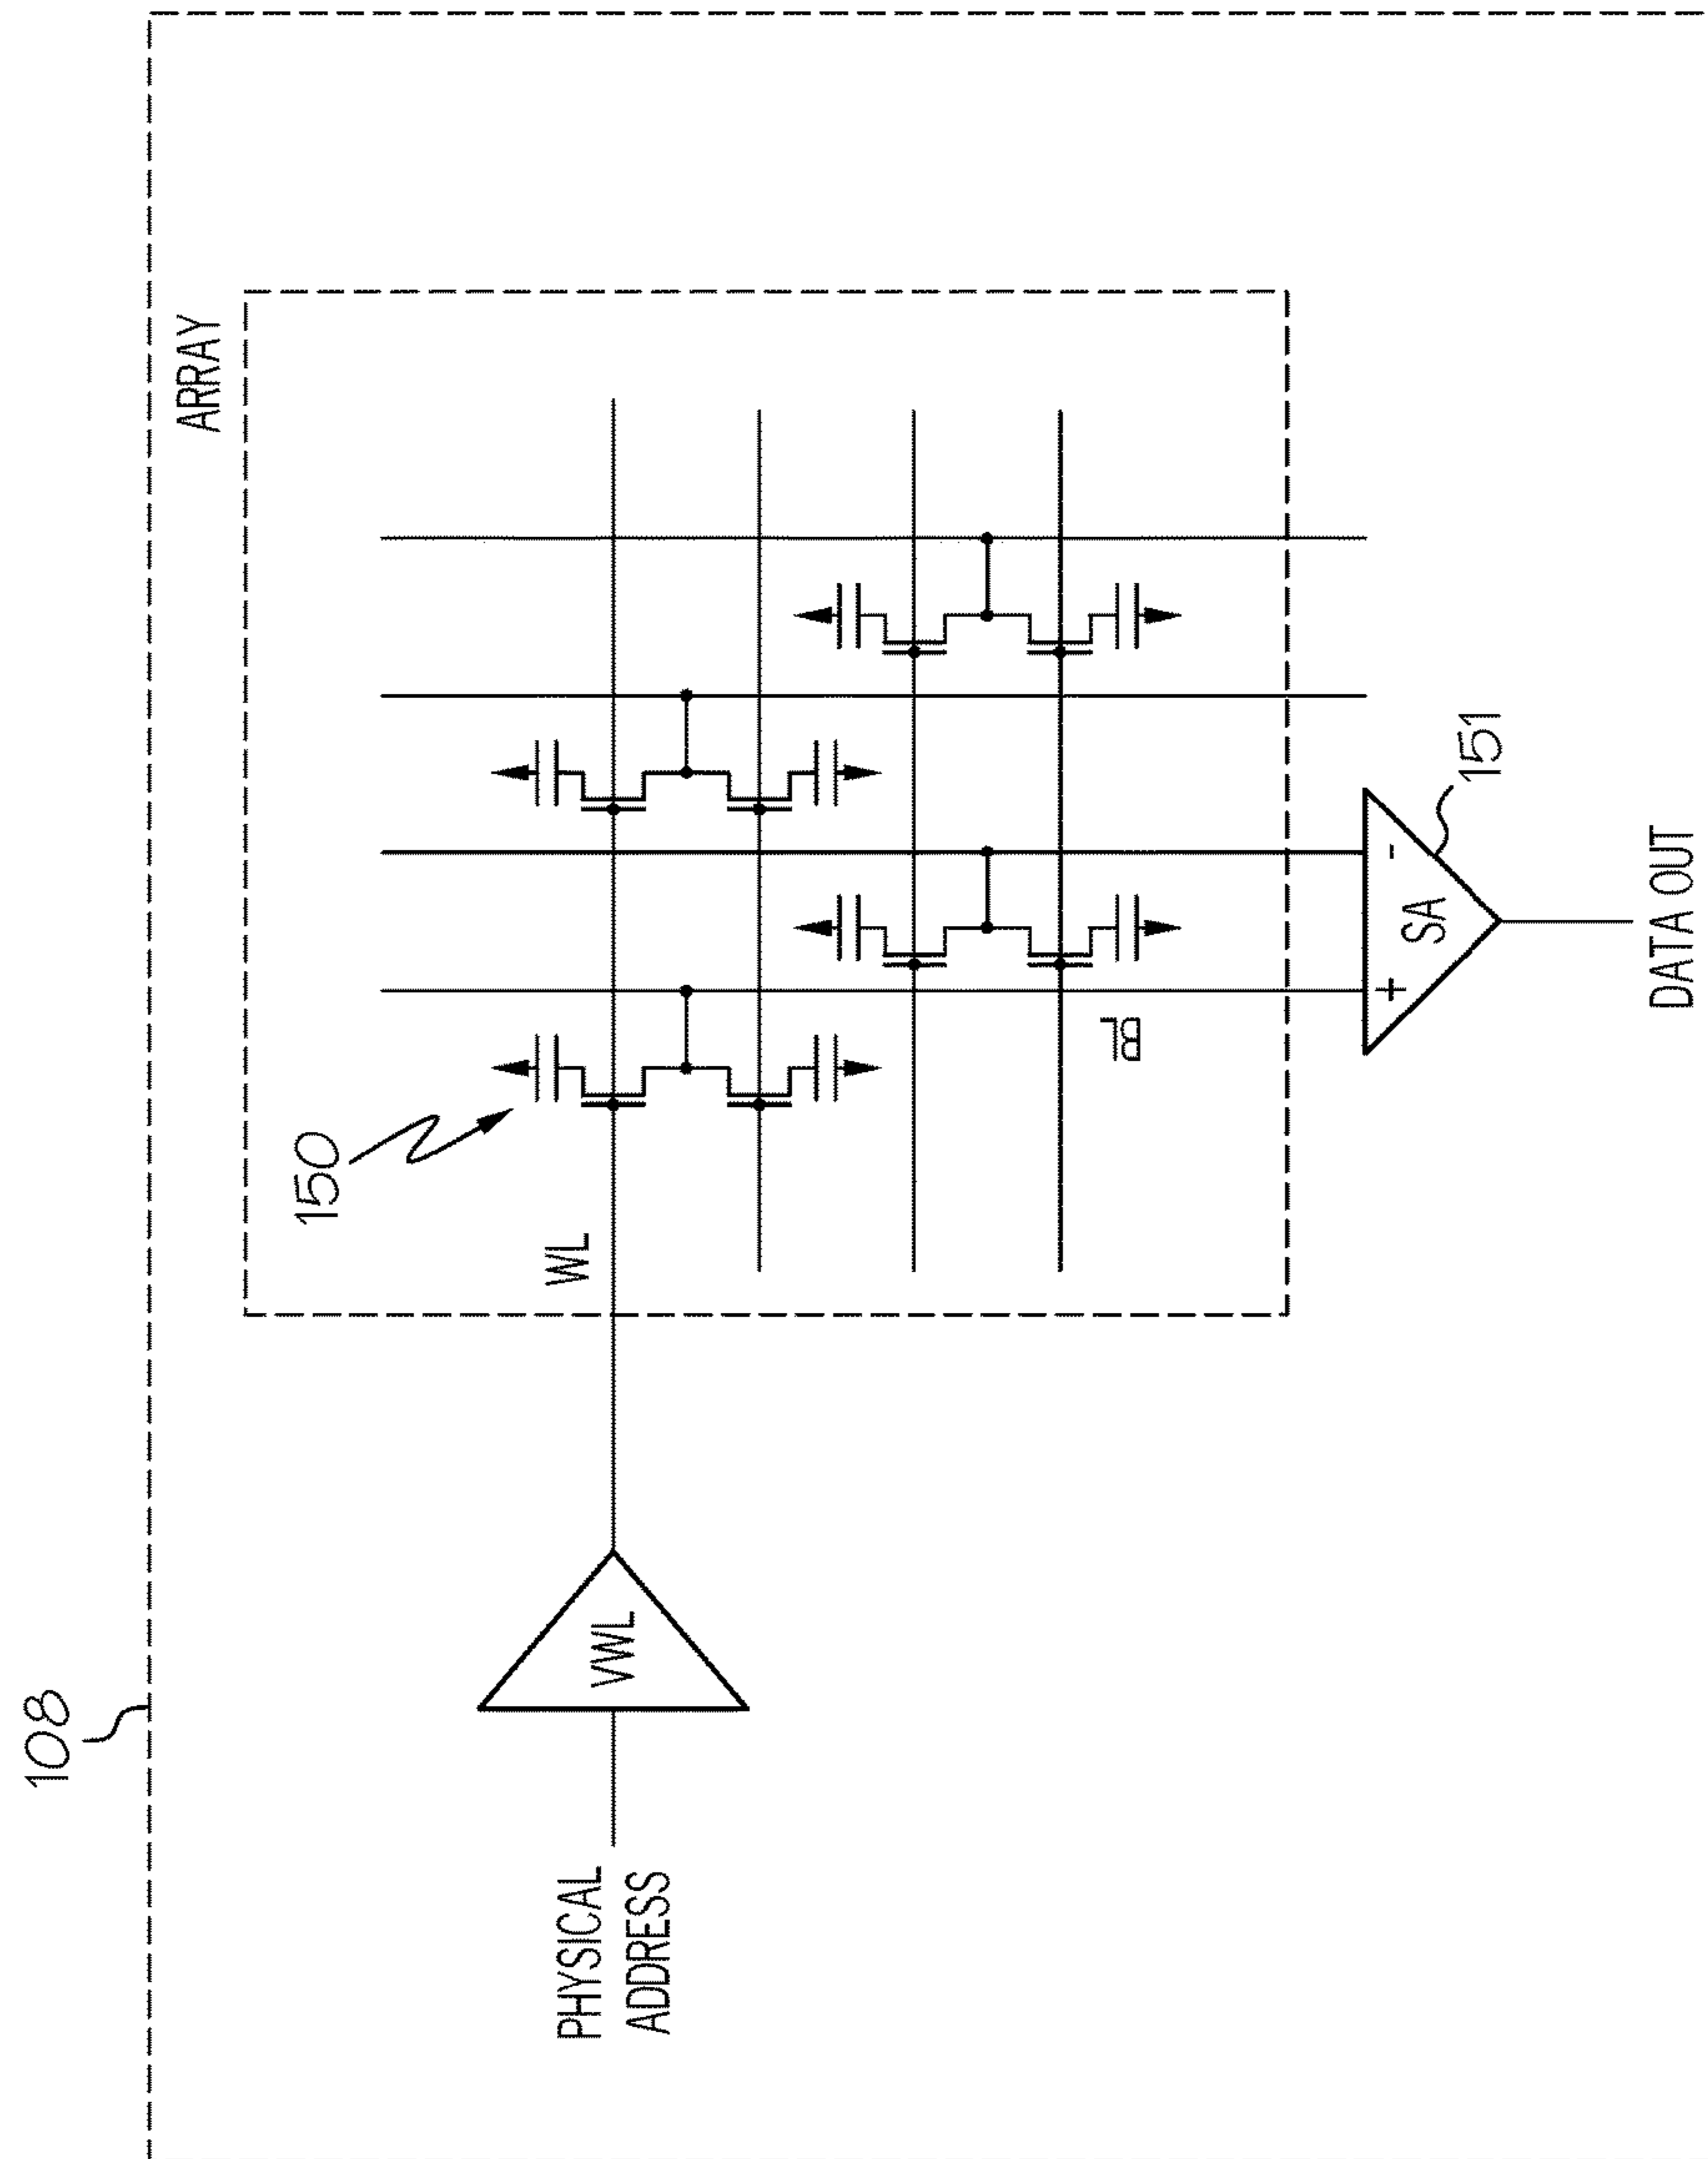 108
ARRAY
150
WL
BL
VWL
PHYSICAL
ADDRESS
+
-
SA
151
DATA OUT